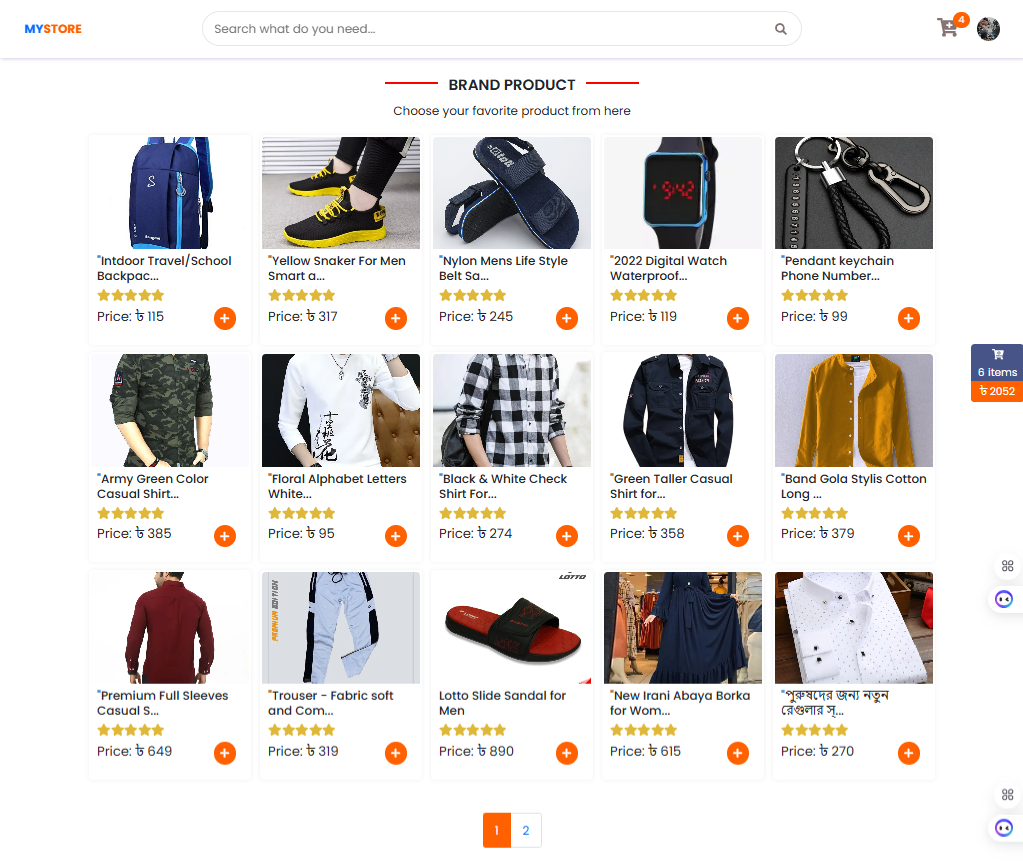 MYSTORE
Search what do you need...
4
BRAND PRODUCT
Choose your favorite product from here
"Intdoor Travel/School
Backpac...
Price: ৳ 115
"Yellow Snaker For Men
Smart a...
Price: ৳ 317
"Nylon Mens Life Style
Belt Sa...
Price: ৳ 245
9:42
"2022 Digital Watch
Waterproof...
Price: ৳ 119
"Pendant keychain
Phone Number...
Price: ৳ 99
6 items
৳ 2052
"Army Green Color
Casual Shirt...
Price: ৳ 385
"Floral Alphabet Letters
White...
Price: ৳ 95
"Black & White Check
Shirt For...
Price: ৳ 274
"Green Taller Casual
Shirt for...
Price: ৳ 358
"Band Gola Stylis Cotton
Long ...
Price: ৳ 379
"Premium Full Sleeves
Casual S...
Price: ৳ 649
PREMIUM EDITION
"Trouser - Fabric soft
and Com...
Price: ৳ 319
LOTTO
Lotto Slide Sandal for
Men
Price: ৳ 890
"New Irani Abaya Borka
for Wom...
Price: ৳ 615
"পুরুষদের জন্য নতুন
রেগুলার স্...
Price: ৳ 270
1
2